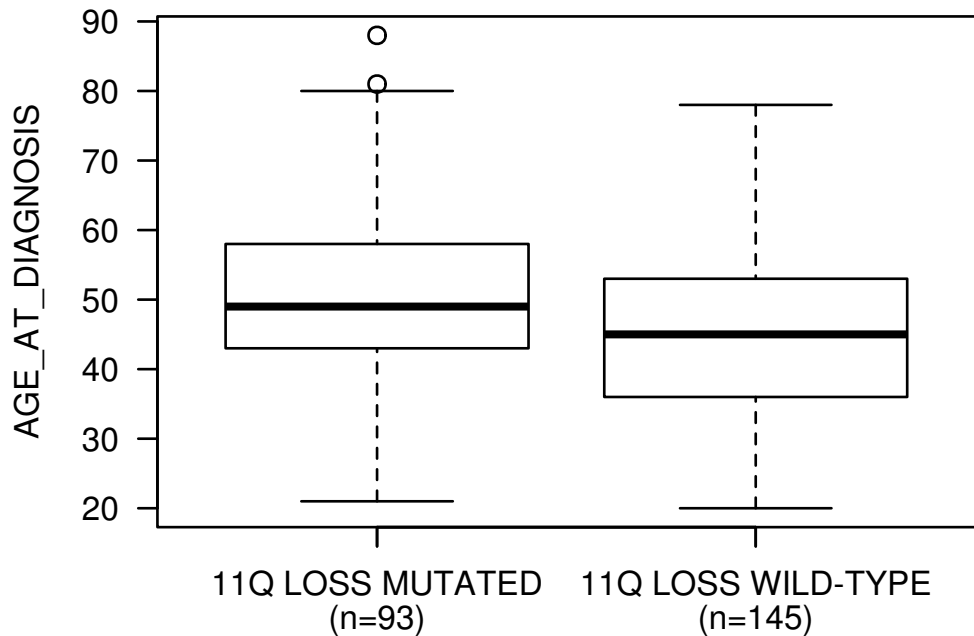 AGE_AT_DIAGNOSIS
90
80
70
60
50
40
30
20
11Q LOSS MUTATED
(n=93)
11Q LOSS WILD-TYPE
(n=145)